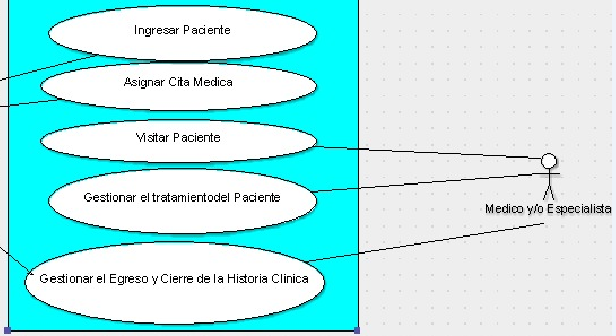 Ingresar Paciente
Asignar Cita Medica
Visitar Paciente
Gestionar el tratamientodel Paciente
Medico y/o Especialista
Gestionar el Egreso y Cierre de la Historia Clinica